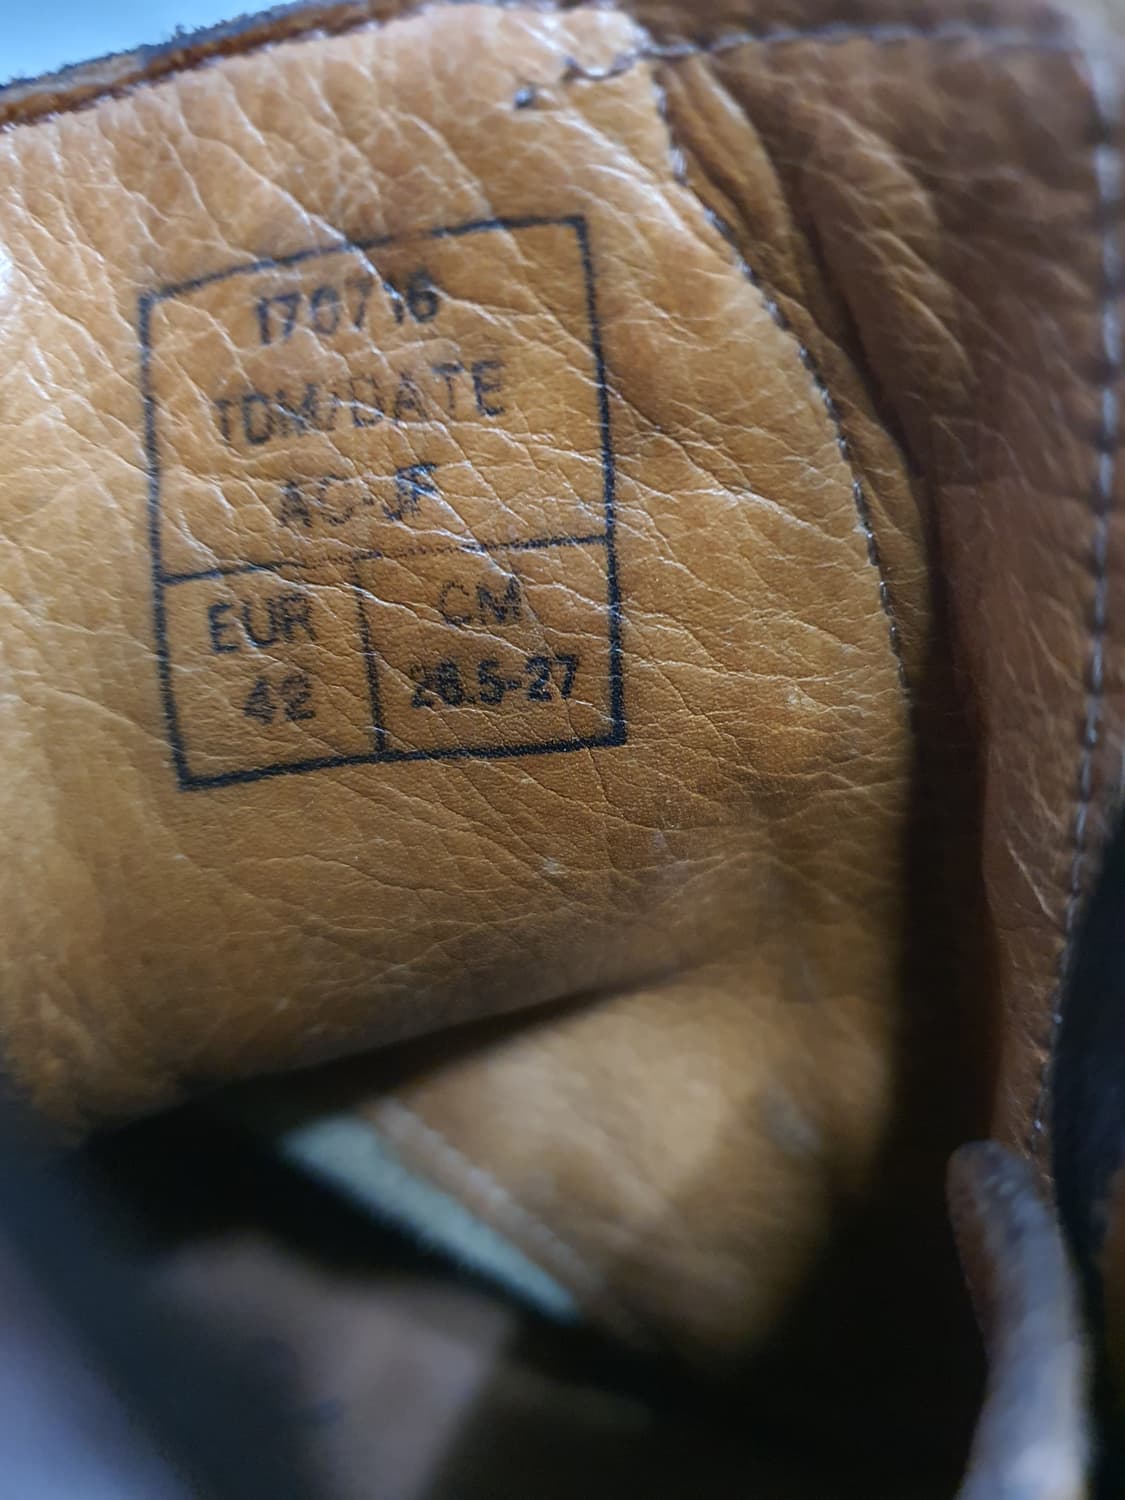 170716
TDM/DATE
AC-JF
EUR
42
CM
26.5-27